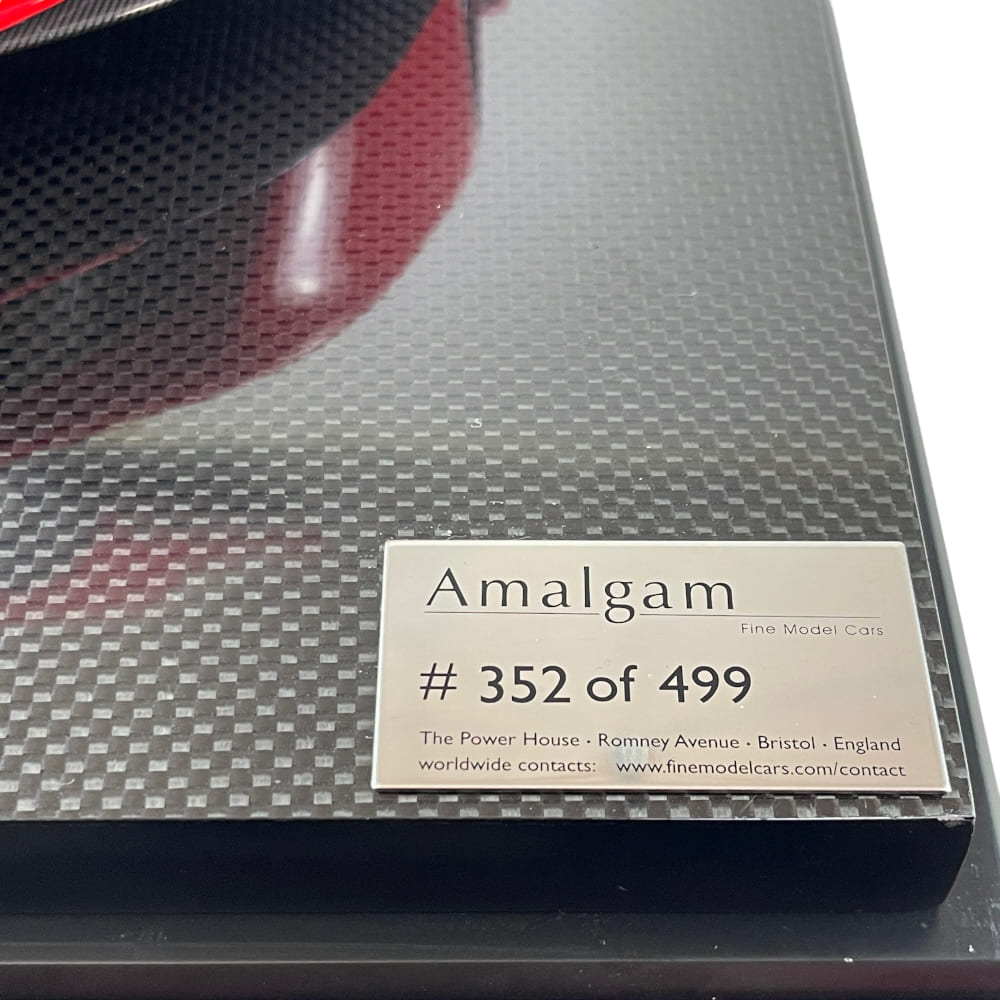 Amalgam
Fine Model Cars
# 352 of 499
The Power House · Romney Avenue · Bristol · England
worldwide contacts: www.finemodelcars.com/contact